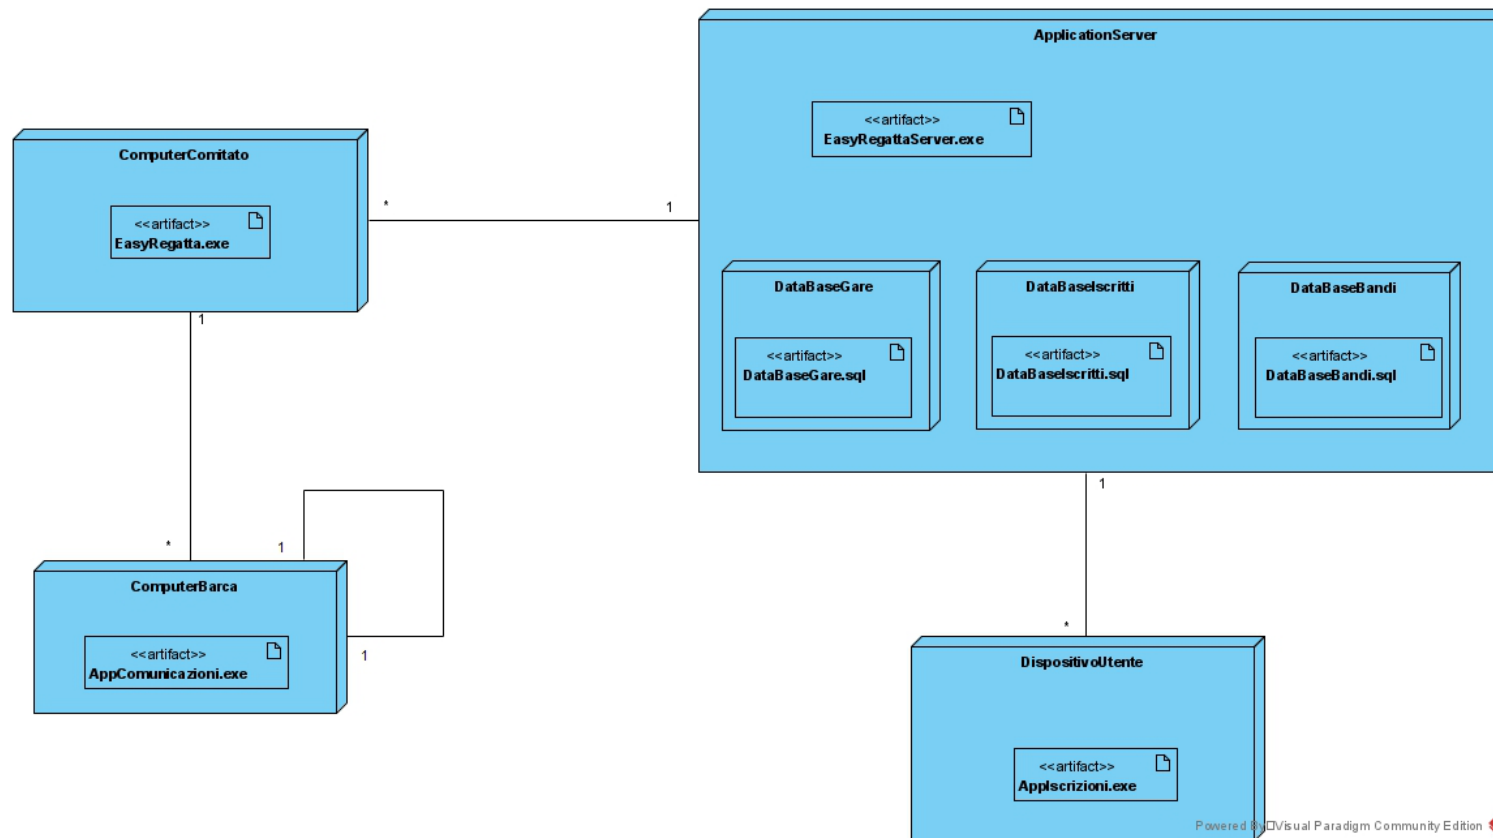 ApplicationServer
<<artifact>>
EasyRegattaServer.exe
ComputerComitato
<<artifact>>
EasyRegatta.exe
*
1
DataBaseGare
<<artifact>>
DataBaseGare.sql
DataBaseIscritti
<<artifact>>
DataBaseIscritti.sql
DataBaseBandi
<<artifact>>
DataBaseBandi.sql
1
*
1
1
ComputerBarca
<<artifact>>
AppComunicazioni.exe
1
*
DispositivoUtente
<<artifact>>
AppIscrizioni.exe
Powered By Visual Paradigm Community Edition